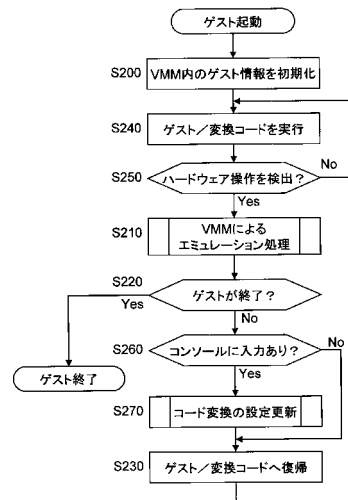 ゲスト起動
S200
VMM内のゲスト情報を初期化
S240
ゲスト／変換コードを実行
S250
ハードウェア操作を検出？
No
Yes
S210
VMMによる
エミュレーション処理
S220
ゲストが終了？
Yes
No
S260
コンソールに入力あり？
No
ゲスト終了
Yes
S270
コード変換の設定更新
S230
ゲスト／変換コードへ復帰